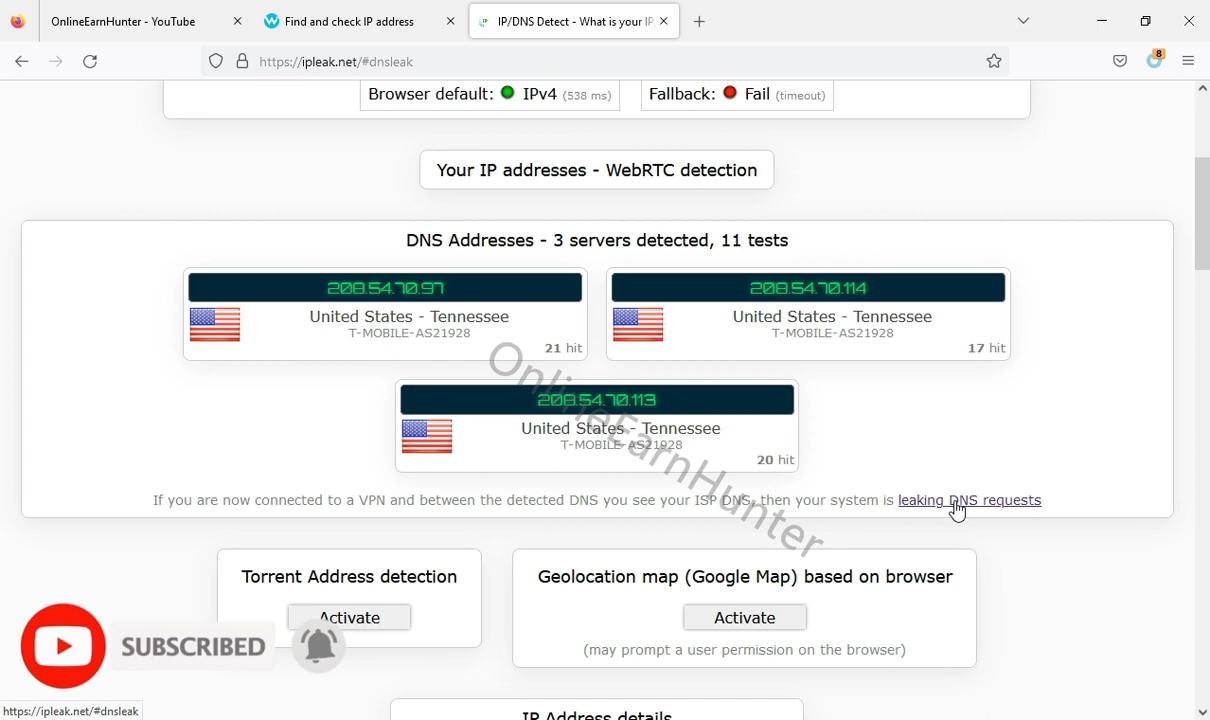 OnlineEarnHunter - YouTube
Find and check IP address
IP/DNS Detect - What is your IP,
https://ipleak.net/#dnsleak
8
Browser default: IPv4 (538 ms)
Fallback: Fail (timeout)
Your IP addresses - WebRTC detection
DNS Addresses - 3 servers detected, 11 tests
208.54.70.97
United States - Tennessee
T-MOBILE-AS21928
21 hit
208.54.70.114
United States - Tennessee
T-MOBILE-AS21928
17 hit
208.54.70.113
United States - Tennessee
T-MOBILE-AS21928
20 hit
OnlineEarnHunter
If you are now connected to a VPN and between the detected DNS you see your ISP DNS, then your system is leaking DNS requests
Torrent Address detection
Activate
Geolocation map (Google Map) based on browser
Activate
(may prompt a user permission on the browser)
SUBSCRIBED
IP Address details
https://ipleak.net/#dnsleak